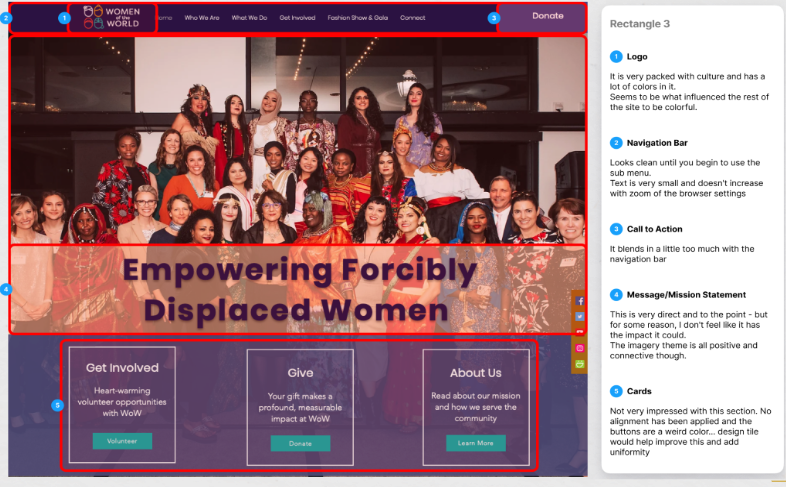 WOMEN
of the
WORLD
Home Who We Are What We Do Get Involved Fashion Show & Gala Connect
Donate
2
1
3
Empowering Forcibly
Displaced Women
4
Get Involved
Heart-warming
volunteer opportunities
with WoW
Volunteer
Give
Your gift makes a
profound, measurable
impact at WoW
Donate
About Us
Read about our mission
and how we serve the
community
Learn More
5
Rectangle 3
1 Logo
It is very packed with culture and has a
lot of colors in it.
Seems to be what influenced the rest of
the site to be colorful.
2 Navigation Bar
Looks clean until you begin to use the
sub menu.
Text is very small and doesn't increase
with zoom of the browser settings
3 Call to Action
It blends in a little too much with the
navigation bar
4 Message/Mission Statement
This is very direct and to the point - but
for some reason, I don't feel like it has
the impact it could.
The imagery theme is all positive and
connective though.
5 Cards
Not very impressed with this section. No
alignment has been applied and the
buttons are a weird color... design tile
would help improve this and add
uniformity